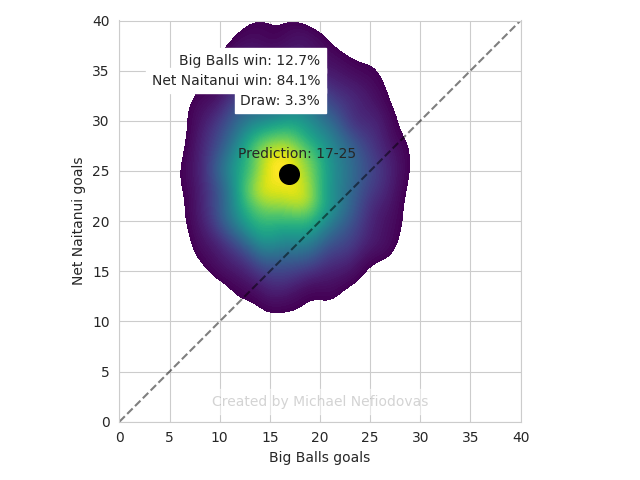 40
35
30
25
20
15
10
5
0
Net Naitanui goals
Big Balls win: 12.7%
Net Naitanui win: 84.1%
Draw: 3.3%
Prediction: 17-25
Created by Michael Nefiodovas
0 5 10 15 20 25 30 35 40
Big Balls goals